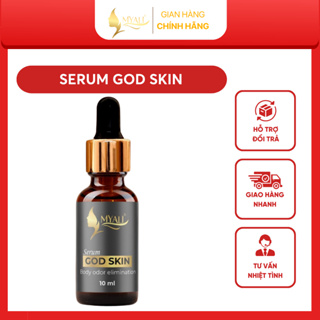 MYALI
GIAN HÀNG
CHÍNH HÃNG
SERUM GOD SKIN
HỖ TRỢ
ĐỔI TRẢ
GIAO HÀNG
NHANH
TƯ VẤN
NHIỆT TÌNH
MYALI
Serum
GOD SKIN
Body odor elimination
10 ml